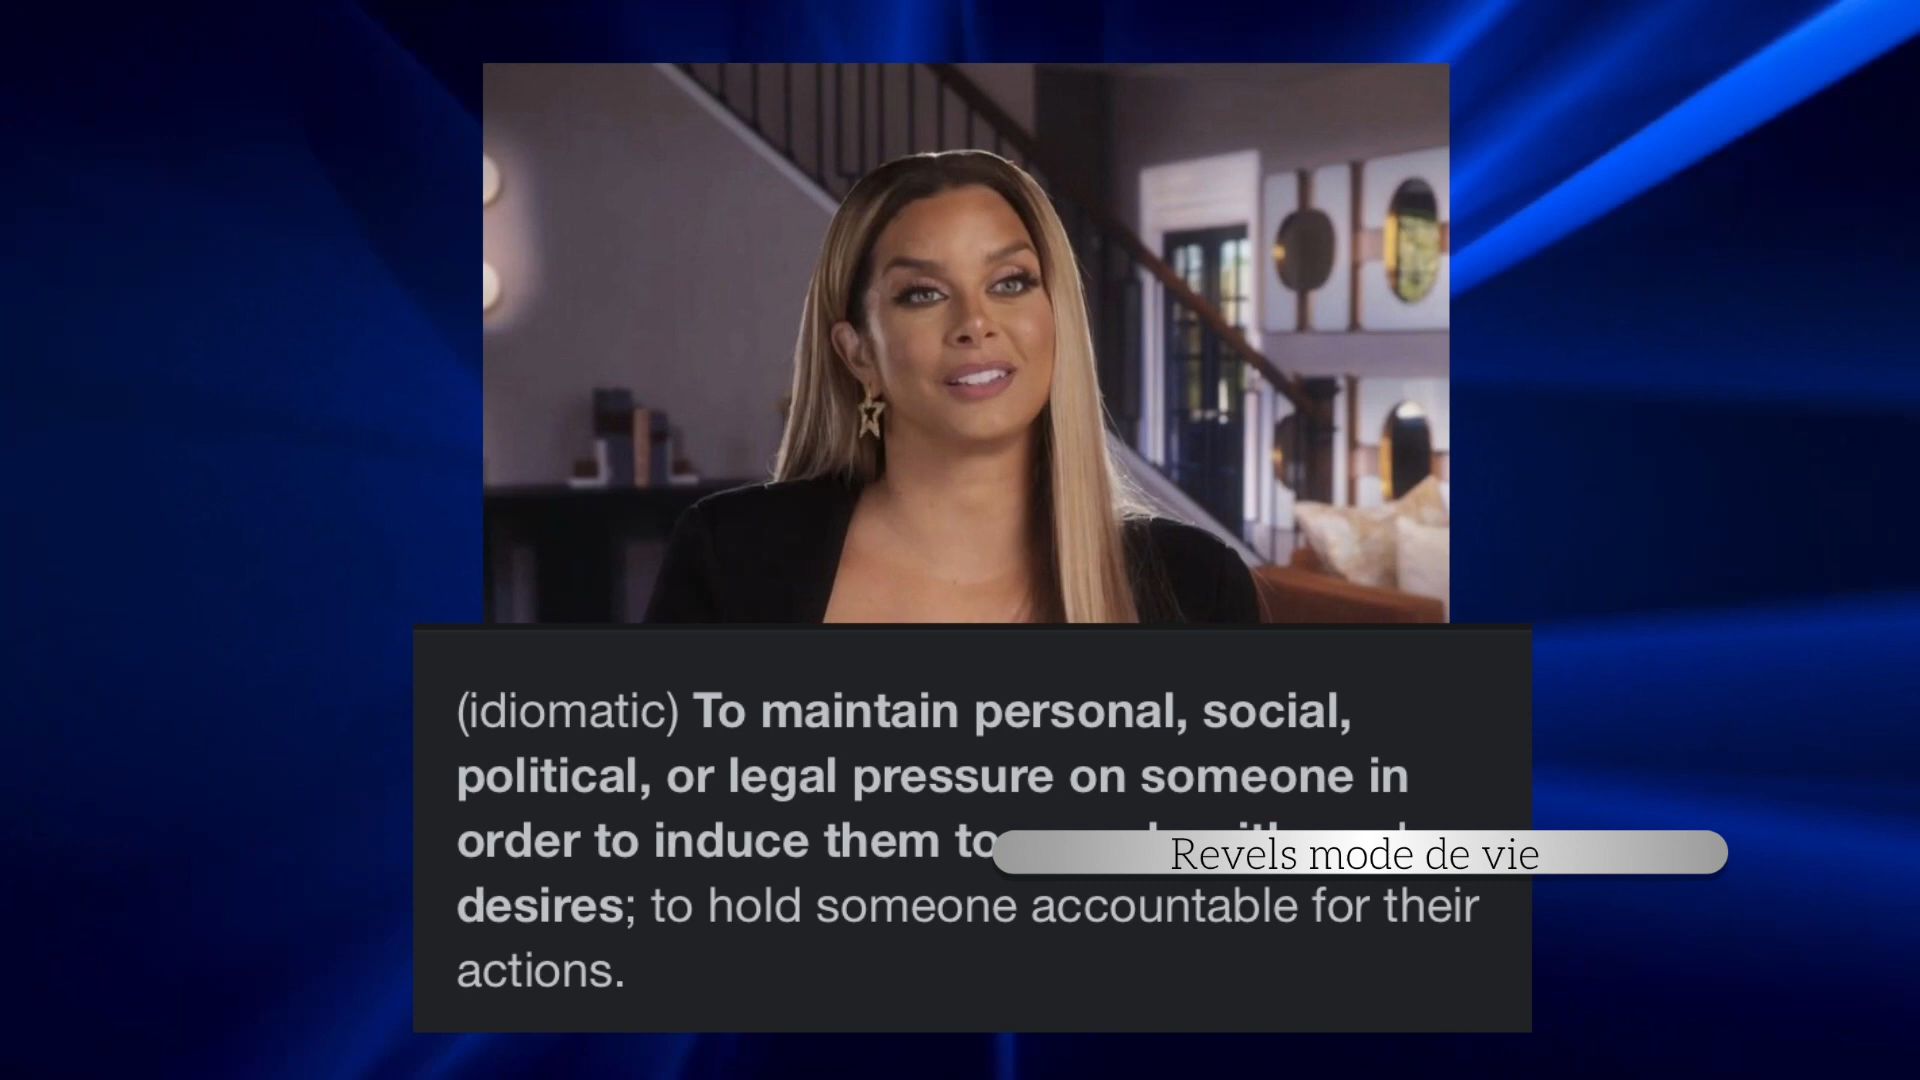 (idiomatic) To maintain personal, social,
political, or legal pressure on someone in
order to induce them to
Revels mode de vie
desires; to hold someone accountable for their
actions.